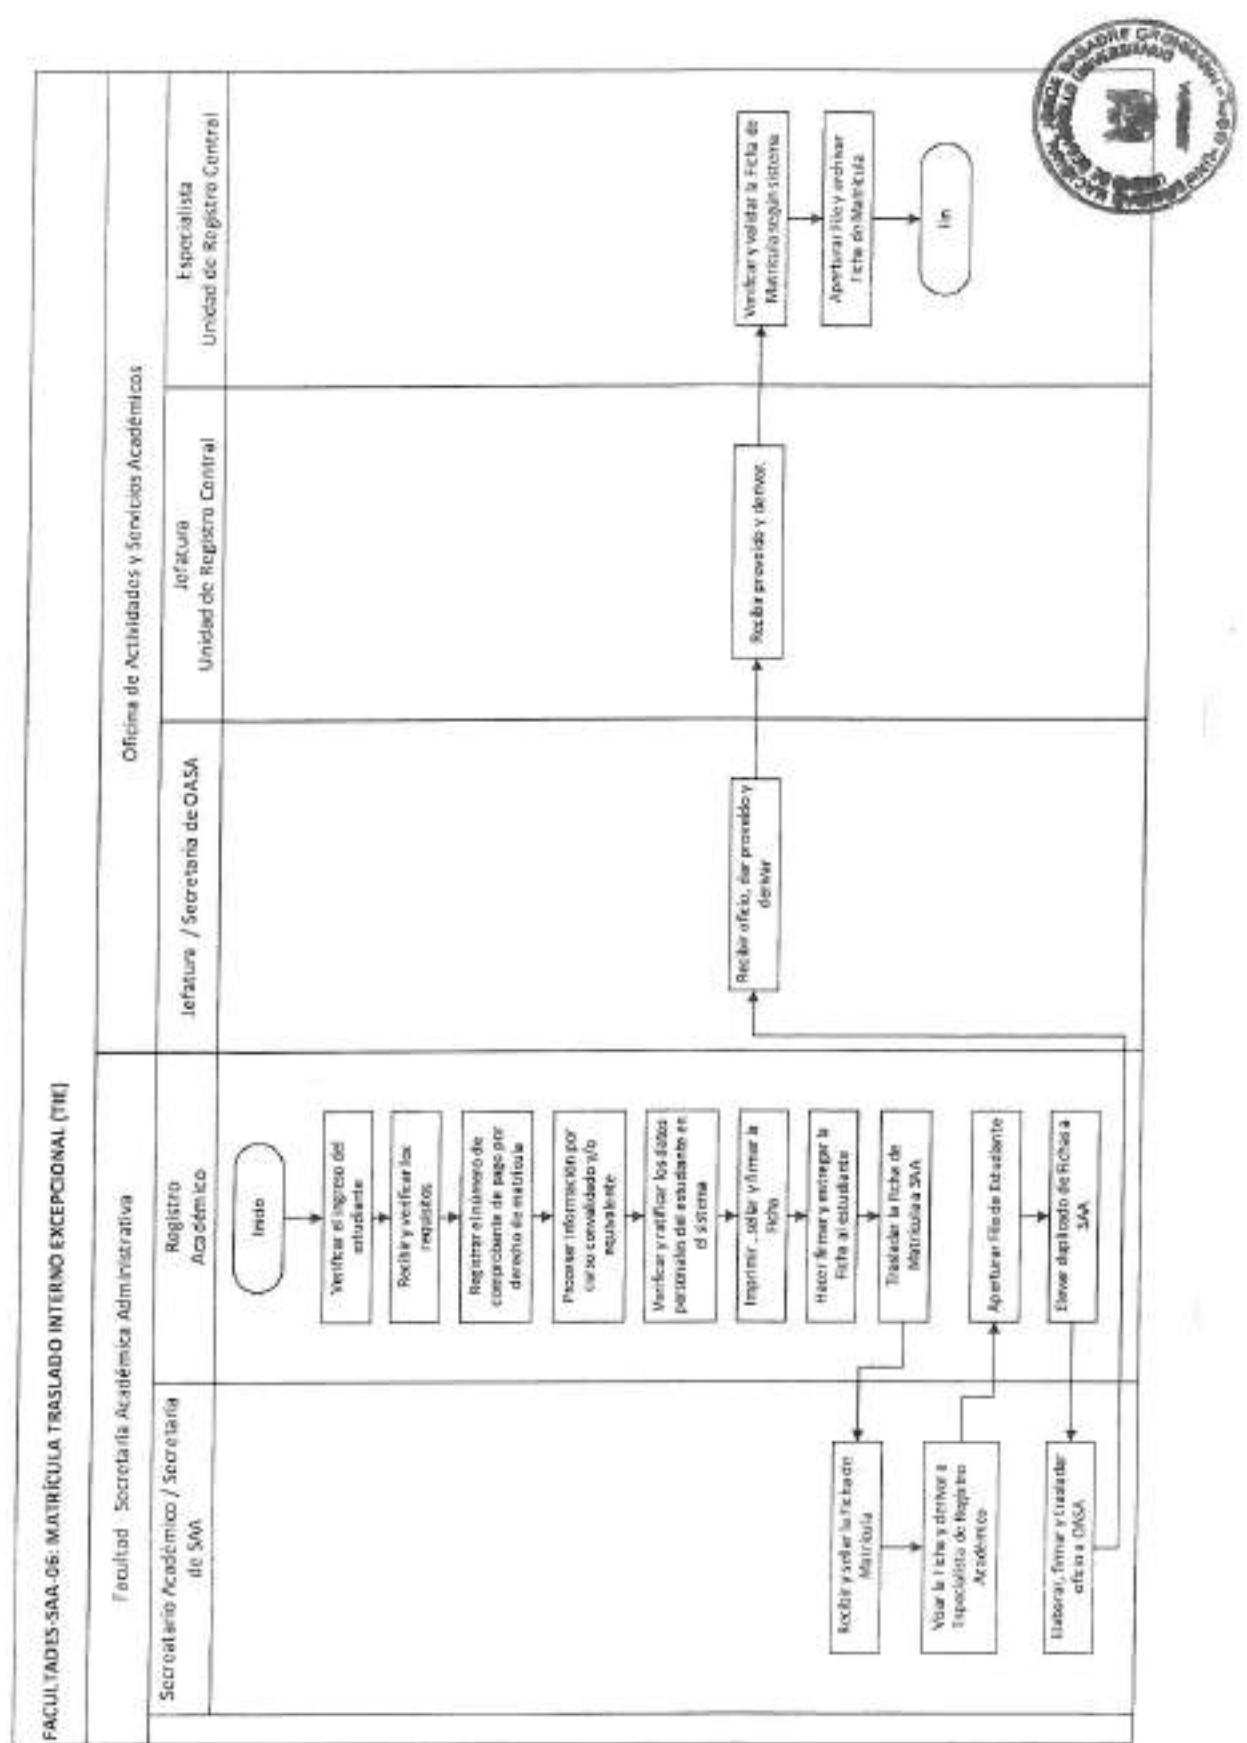 FACULTADES-SAA-06: MATRÍCULA TRASLADO INTERNO EXCEPCIONAL (TIE)
Facultad Secretaría Académica Administrativa
Oficina de Actividades y Servicios Académicos
Secreatario Académico / Secretaría
de SAA
Registro
Académico
Jefatura / Secretaria de OASA
Jefatura
Unidad de Registro Central
Especialista
Unidad de Registro Central
Inicio
Verificar el ingreso del
estudiante
Recibir y verificar los
requisitos
Registrar el número de
comprobante de pago por
derecho de matrícula
Procesar información por
curso convalidado y/o
equivalente
Verificar y ratificar los datos
personales del estudiante en
el sistema
Imprimir, sellar y firmar la
Ficha
Hacer firmar y entregar la
Ficha al estudiante
Trasladar la Ficha de
Matrícula a SAA
Recibir y sellar la Ficha de
Matrícula
Visar la Ficha y derivar a
Especialista de Registro
Académico
Aperturar File de Estudiante
Elevar duplicado de Fichas a
SAA
Elaborar, firmar y trasladar
oficio a OASA
Recibir oficio, dar proveído y
derivar
Recibir proveído y derivar.
Verificar y validar la Ficha de
Matrícula según sistema
Aperturar File y archivar
Ficha de Matrícula
Fin